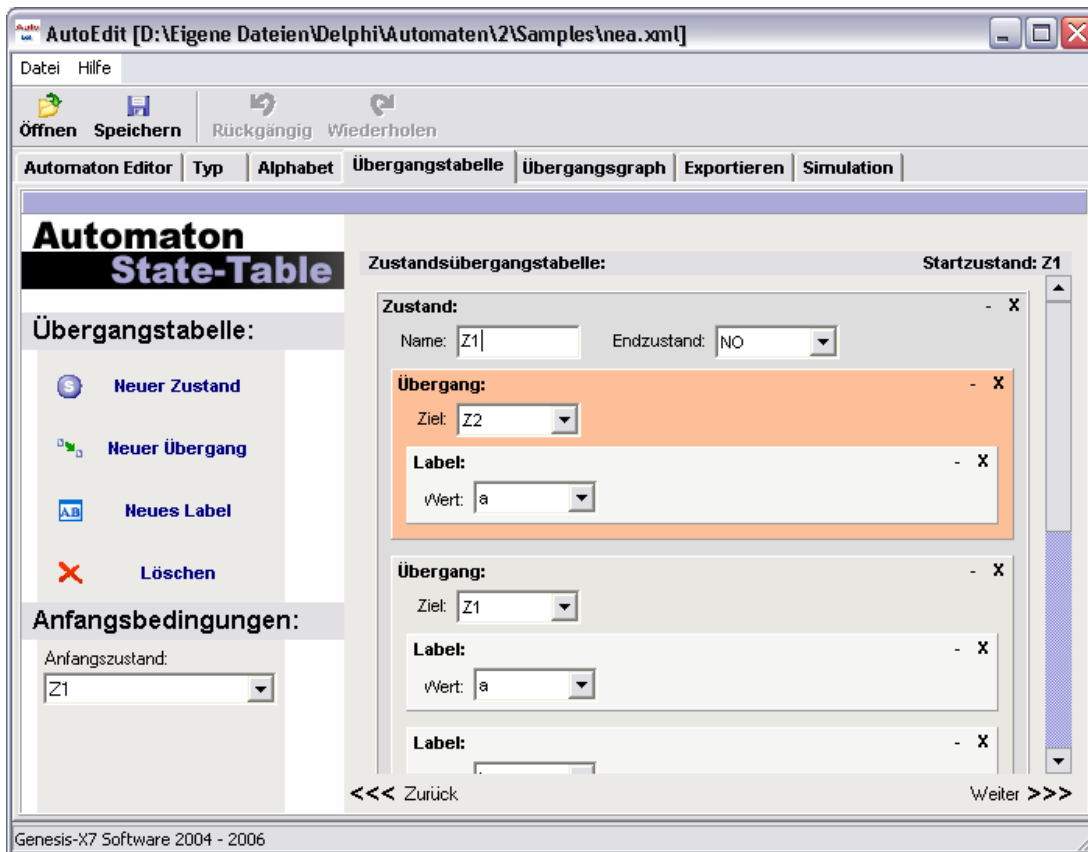 AutoEdit [D:\Eigene Dateien\Delphi\Automaten\2\Samples\nea.xml]
Datei Hilfe
Öffnen Speichern Rückgängig Wiederholen
Automaton Editor Typ Alphabet Übergangstabelle Übergangsgraph Exportieren Simulation
Automaton
State-Table
Übergangstabelle:
Neuer Zustand
Neuer Übergang
AB Neues Label
Löschen
Anfangsbedingungen:
Anfangszustand:
Z1
Zustandsübergangstabelle: Startzustand: Z1
Zustand: - X
Name: Z1 Endzustand: NO
Übergang: - X
Ziel: Z2
Label: - X
Wert: a
Übergang: - X
Ziel: Z1
Label: - X
Wert: a
Label: - X
<<< Zurück Weiter >>>
Genesis-X7 Software 2004 - 2006